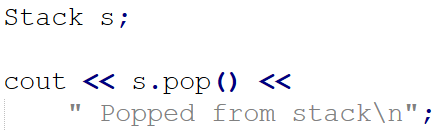 Stack s;
cout << s.pop() <<
" Popped from stack\n";